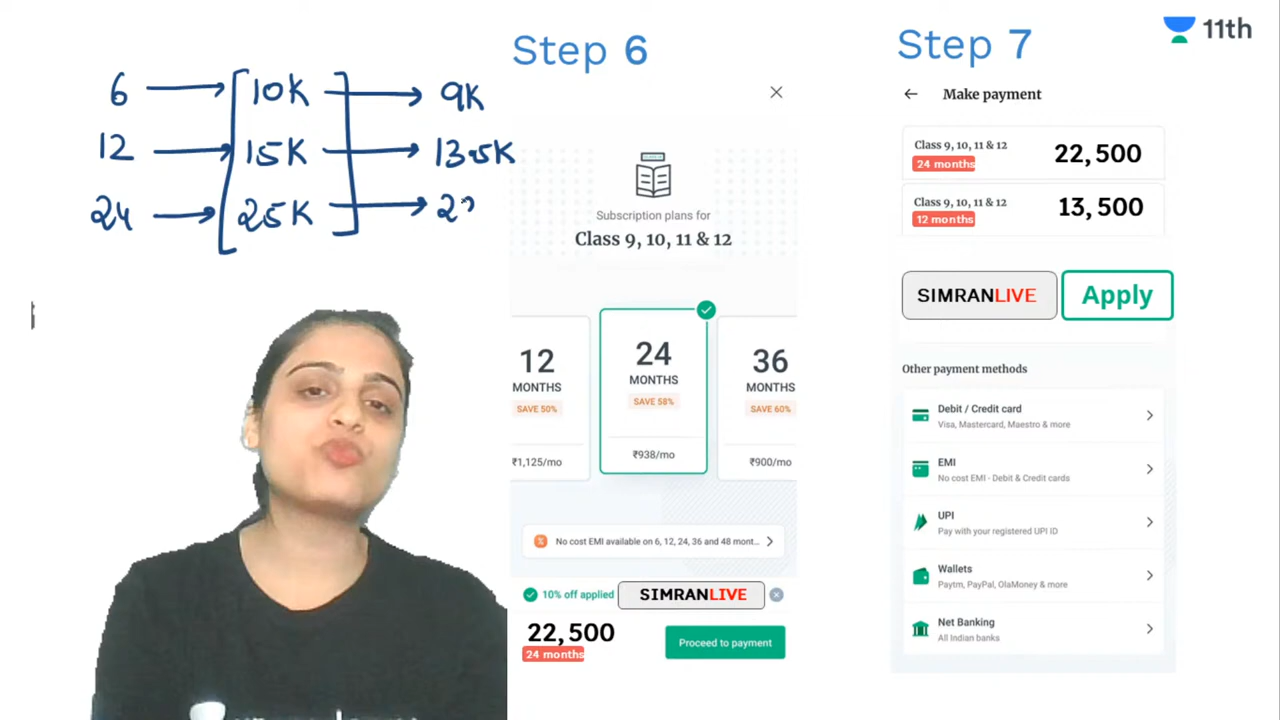 6 → [10K] → 9K
12 → [15K] → 13.5K
24 → [25K] →
Step 6
Subscription plans for
Class 9, 10, 11 & 12
12
MONTHS
SAVE 50%
₹1,125/mo
24
MONTHS
SAVE 58%
₹938/mo
36
MONTHS
SAVE 60%
₹900/mo
No cost EMI available on 6, 12, 24, 36 and 48 mont...
10% off applied SIMRANLIVE
22,500
24 months
Proceed to payment
Step 7
11th
← Make payment
Class 9, 10, 11 & 12
24 months
22,500
Class 9, 10, 11 & 12
12 months
13,500
SIMRANLIVE Apply
Other payment methods
Debit / Credit card
Visa, Mastercard, Maestro & more
EMI
No cost EMI - Debit & Credit cards
UPI
Pay with your registered UPI ID
Wallets
Paytm, PayPal, OlaMoney & more
Net Banking
All Indian banks